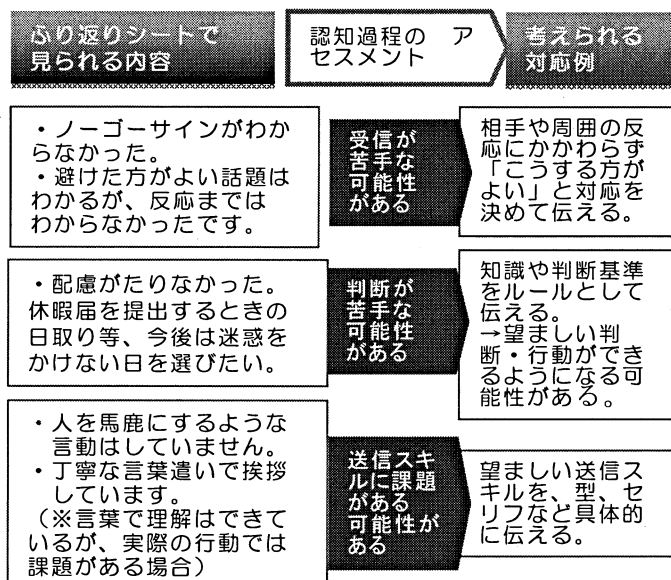 ふり返りシートで
見られる内容
認知過程の　ア
セスメント
考えられる
対応例
・ノーゴーサインがわか
らなかった。
・避けた方がよい話題は
わかるが、反応までは
わからなかったです。
受信が
苦手な
可能性
がある
相手や周囲の反
応にかかわらず
「こうする方が
よい」と対応を
決めて伝える。
・配慮がたりなかった。
休暇届を提出するときの
日取り等、今後は迷惑を
かけない日を選びたい。
判断が
苦手な
可能性
がある
知識や判断基準
をルールとして
伝える。
→望ましい判
断・行動ができ
るようになる可
能性がある。
・人を馬鹿にするような
言動はしていません。
・丁寧な言葉遣いで挨拶
しています。
（※言葉で理解はできて
いるが、実際の行動では
課題がある場合）
送信スキ
ルに課題
がある
可能性が
ある
望ましい送信ス
キルを、型、セ
リフなど具体的
に伝える。